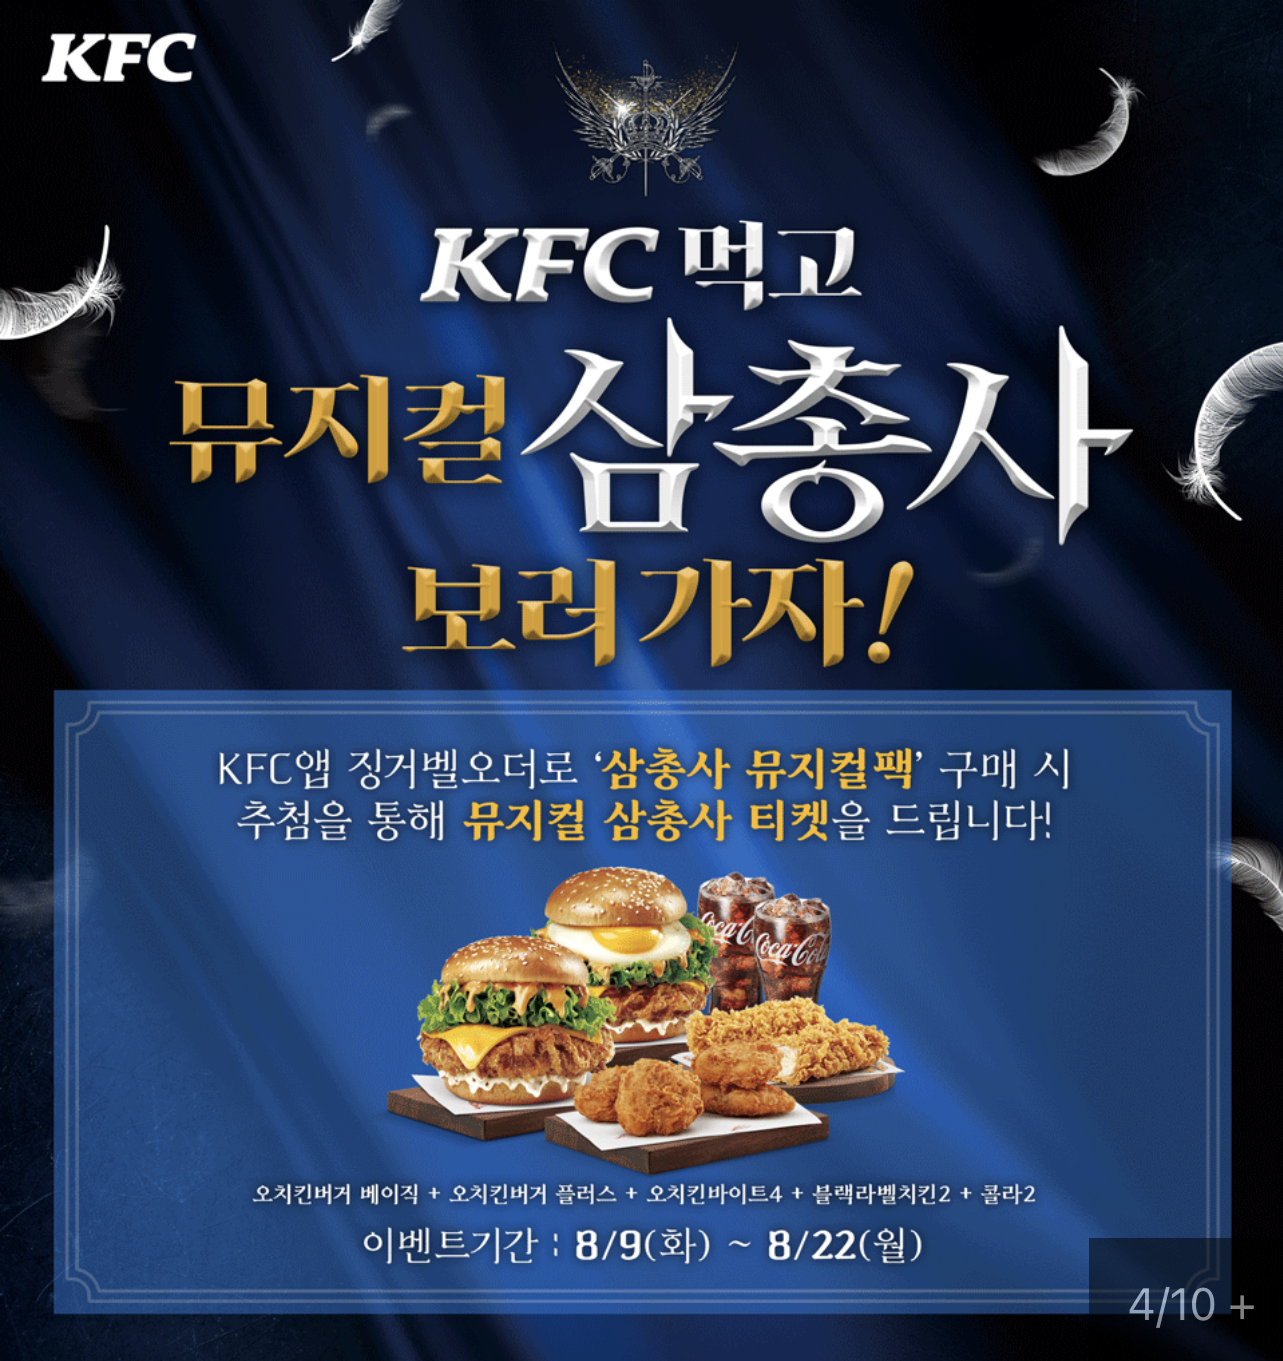 KFC
KFC 먹고
뮤지컬 삼총사
보러 가자!
KFC앱 징거벨오더로 ‘삼총사 뮤지컬팩’ 구매 시
추첨을 통해 뮤지컬 삼총사 티켓을 드립니다!
Coca-Cola
Coca-Cola
오치킨버거 베이직 + 오치킨버거 플러스 + 오치킨바이트4 + 블랙라벨치킨2 + 콜라2
이벤트기간 : 8/9(화) ~ 8/22(월)
4/10 +